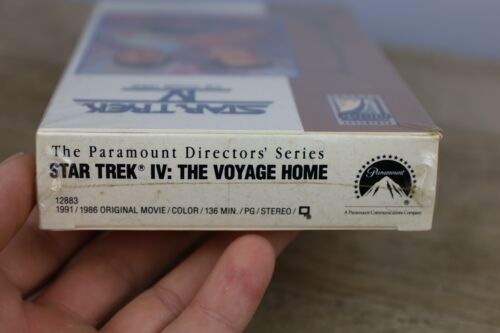 STAR TREK
IV
The Paramount Directors' Series
STAR TREK® IV: THE VOYAGE HOME
12883
1991/1986 ORIGINAL MOVIE/COLOR/136 MIN./PG/STEREO/
Paramount
®
A Paramount Communications Company